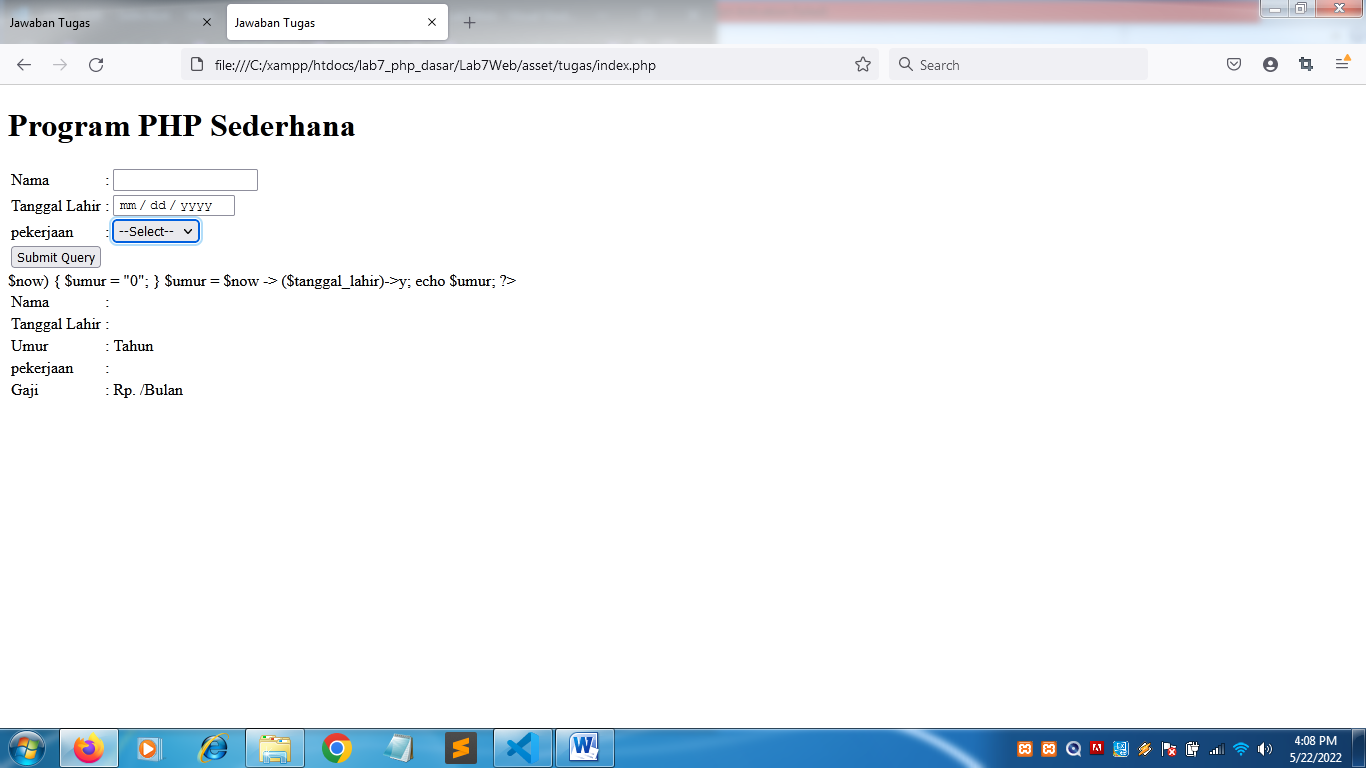 Jawaban Tugas
Jawaban Tugas
file:///C:/xampp/htdocs/lab7_php_dasar/Lab7Web/asset/tugas/index.php
Search
Program PHP Sederhana
Nama :
Tanggal Lahir : mm / dd / yyyy
pekerjaan : --Select--
Submit Query
$now) { $umur = "0"; } $umur = $now -> ($tanggal_lahir)->y; echo $umur; ?>
Nama :
Tanggal Lahir :
Umur : Tahun
pekerjaan :
Gaji : Rp. /Bulan
4:08 PM
5/22/2022